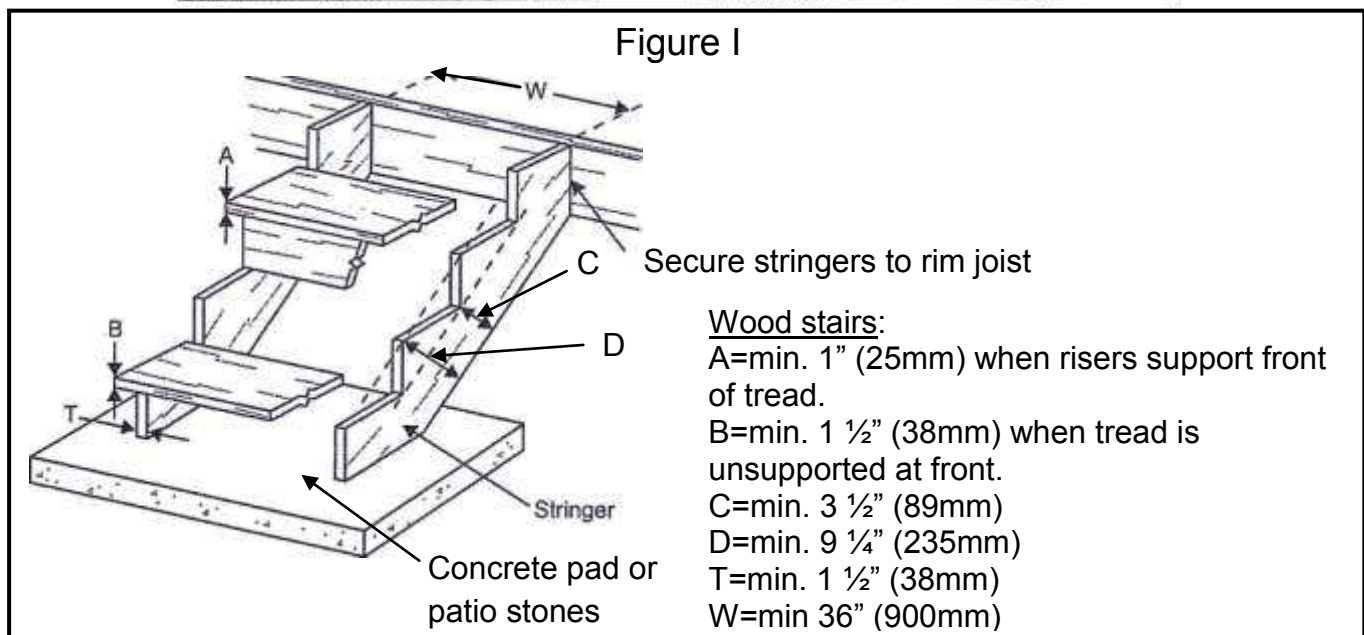 Figure I
W
A
C
Secure stringers to rim joist
D
B
T
Stringer
Concrete pad or
patio stones
Wood stairs:
A=min. 1” (25mm) when risers support front
of tread.
B=min. 1 ½” (38mm) when tread is
unsupported at front.
C=min. 3 ½” (89mm)
D=min. 9 ¼” (235mm)
T=min. 1 ½” (38mm)
W=min 36” (900mm)